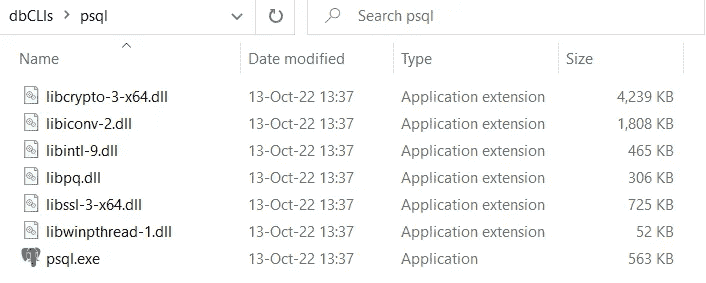 dbCLIs > psql Search psql
Name Date modified Type Size
libcrypto-3-x64.dll 13-Oct-22 13:37 Application extension 4,239 KB
libiconv-2.dll 13-Oct-22 13:37 Application extension 1,808 KB
libintl-9.dll 13-Oct-22 13:37 Application extension 465 KB
libpq.dll 13-Oct-22 13:37 Application extension 306 KB
libssl-3-x64.dll 13-Oct-22 13:37 Application extension 725 KB
libwinpthread-1.dll 13-Oct-22 13:37 Application extension 52 KB
psql.exe 13-Oct-22 13:37 Application 563 KB